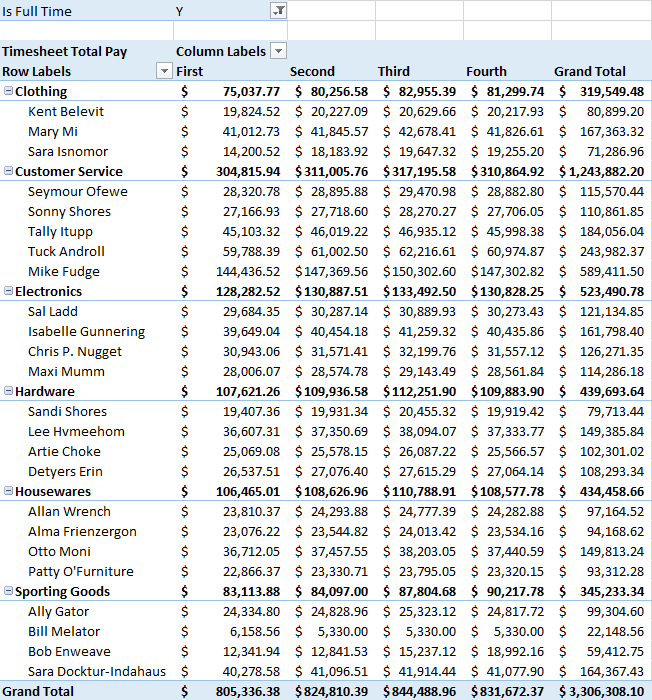 Is Full Time Y
Timesheet Total Pay Column Labels
Row Labels First Second Third Fourth Grand Total
Clothing $ 75,037.77 $ 80,256.58 $ 82,955.39 $ 81,299.74 $ 319,549.48
Kent Belevit $ 19,824.52 $ 20,227.09 $ 20,629.66 $ 20,217.93 $ 80,899.20
Mary Mi $ 41,012.73 $ 41,845.57 $ 42,678.41 $ 41,826.61 $ 167,363.32
Sara Isnomor $ 14,200.52 $ 18,183.92 $ 19,647.32 $ 19,255.20 $ 71,286.96
Customer Service $ 304,815.94 $ 311,005.76 $ 317,195.58 $ 310,864.92 $ 1,243,882.20
Seymour Ofewe $ 28,320.78 $ 28,895.88 $ 29,470.98 $ 28,882.80 $ 115,570.44
Sonny Shores $ 27,166.93 $ 27,718.60 $ 28,270.27 $ 27,706.05 $ 110,861.85
Tally Itupp $ 45,103.32 $ 46,019.22 $ 46,935.12 $ 45,998.38 $ 184,056.04
Tuck Androll $ 59,788.39 $ 61,002.50 $ 62,216.61 $ 60,974.87 $ 243,982.37
Mike Fudge $ 144,436.52 $ 147,369.56 $ 150,302.60 $ 147,302.82 $ 589,411.50
Electronics $ 128,282.52 $ 130,887.51 $ 133,492.50 $ 130,828.25 $ 523,490.78
Sal Ladd $ 29,684.35 $ 30,287.14 $ 30,889.93 $ 30,273.43 $ 121,134.85
Isabelle Gunnering $ 39,649.04 $ 40,454.18 $ 41,259.32 $ 40,435.86 $ 161,798.40
Chris P. Nugget $ 30,943.06 $ 31,571.41 $ 32,199.76 $ 31,557.12 $ 126,271.35
Maxi Mumm $ 28,006.07 $ 28,574.78 $ 29,143.49 $ 28,561.84 $ 114,286.18
Hardware $ 107,621.26 $ 109,936.58 $ 112,251.90 $ 109,883.90 $ 439,693.64
Sandi Shores $ 19,407.36 $ 19,931.34 $ 20,455.32 $ 19,919.42 $ 79,713.44
Lee Hvmeehom $ 36,607.31 $ 37,350.69 $ 38,094.07 $ 37,333.77 $ 149,385.84
Artie Choke $ 25,069.08 $ 25,578.15 $ 26,087.22 $ 25,566.57 $ 102,301.02
Detyers Erin $ 26,537.51 $ 27,076.40 $ 27,615.29 $ 27,064.14 $ 108,293.34
Housewares $ 106,465.01 $ 108,626.96 $ 110,788.91 $ 108,577.78 $ 434,458.66
Allan Wrench $ 23,810.37 $ 24,293.88 $ 24,777.39 $ 24,282.88 $ 97,164.52
Alma Frienzergon $ 23,076.22 $ 23,544.82 $ 24,013.42 $ 23,534.16 $ 94,168.62
Otto Moni $ 36,712.05 $ 37,457.55 $ 38,203.05 $ 37,440.59 $ 149,813.24
Patty O'Furniture $ 22,866.37 $ 23,330.71 $ 23,795.05 $ 23,320.15 $ 93,312.28
Sporting Goods $ 83,113.88 $ 84,097.00 $ 87,804.68 $ 90,217.78 $ 345,233.34
Ally Gator $ 24,334.80 $ 24,828.96 $ 25,323.12 $ 24,817.72 $ 99,304.60
Bill Melator $ 6,158.56 $ 5,330.00 $ 5,330.00 $ 5,330.00 $ 22,148.56
Bob Enweave $ 12,341.94 $ 12,841.53 $ 15,237.12 $ 18,992.16 $ 59,412.75
Sara Docktur-Indahaus $ 40,278.58 $ 41,096.51 $ 41,914.44 $ 41,077.90 $ 164,367.43
Grand Total $ 805,336.38 $ 824,810.39 $ 844,488.96 $ 831,672.37 $ 3,306,308.10